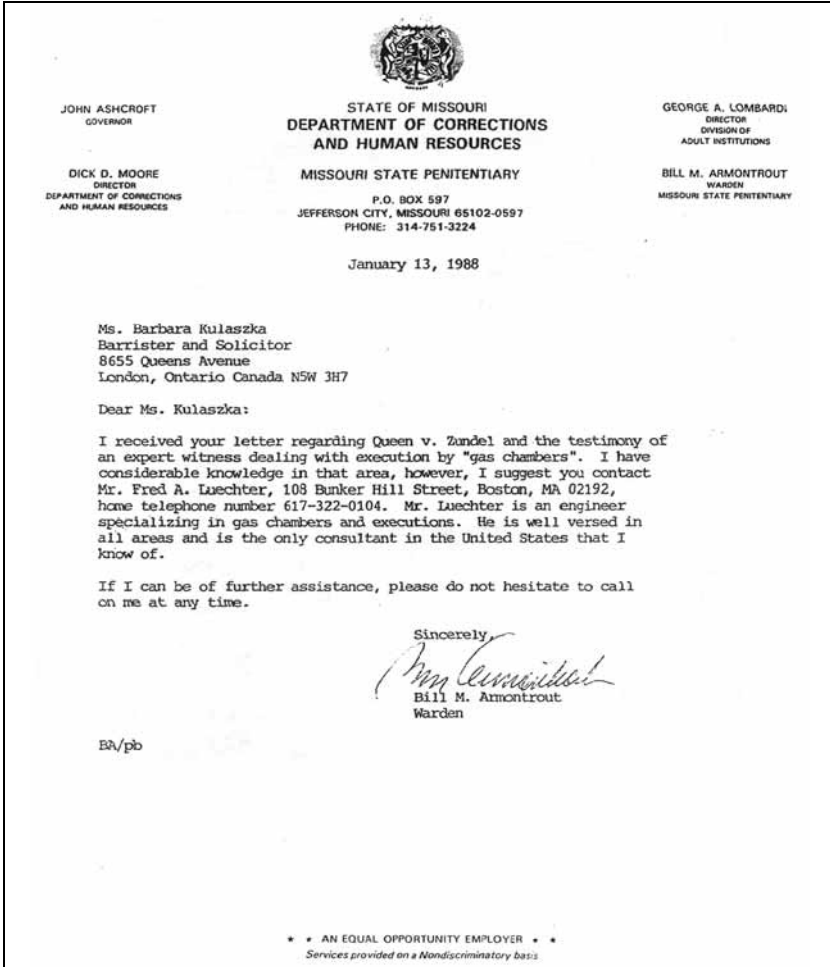 JOHN ASHCROFT
GOVERNOR
DICK D. MOORE
DIRECTOR
DEPARTMENT OF CORRECTIONS
AND HUMAN RESOURCES
STATE OF MISSOURI
DEPARTMENT OF CORRECTIONS
AND HUMAN RESOURCES
MISSOURI STATE PENITENTIARY
P.O. BOX 597
JEFFERSON CITY, MISSOURI 65102-0597
PHONE: 314-751-3224
GEORGE A. LOMBARDI
DIRECTOR
DIVISION OF
ADULT INSTITUTIONS
BILL M. ARMONTROUT
WARDEN
MISSOURI STATE PENITENTIARY
January 13, 1988
Ms. Barbara Kulaszka
Barrister and Solicitor
8655 Queens Avenue
London, Ontario Canada N5W 3H7
Dear Ms. Kulaszka:
I received your letter regarding Queen v. Zundel and the testimony of
an expert witness dealing with execution by "gas chambers". I have
considerable knowledge in that area, however, I suggest you contact
Mr. Fred A. Luechter, 108 Bunker Hill Street, Boston, MA 02192,
home telephone number 617-322-0104. Mr. Luechter is an engineer
specializing in gas chambers and executions. He is well versed in
all areas and is the only consultant in the United States that I
know of.
If I can be of further assistance, please do not hesitate to call
on me at any time.
Sincerely,
Bill M. Armontrout
Warden
BA/pb
* * AN EQUAL OPPORTUNITY EMPLOYER * *
Services provided on a Nondiscriminatory basis